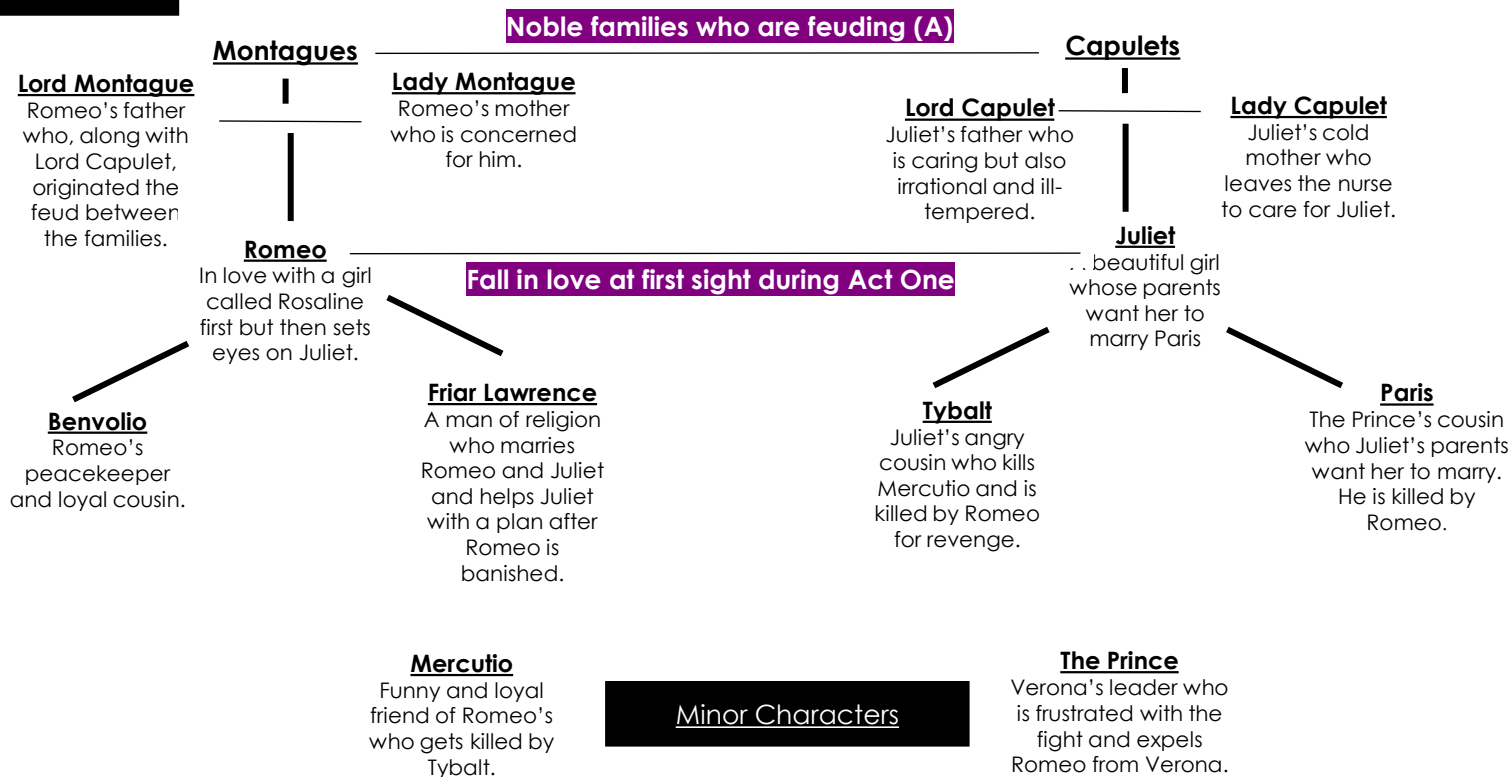 Noble families who are feuding (A)
Montagues
Capulets
Lord Montague
Romeo’s father
who, along with
Lord Capulet,
originated the
feud between
the families.
Lady Montague
Romeo’s mother
who is concerned
for him.
Lord Capulet
Juliet’s father who
is caring but also
irrational and ill-
tempered.
Lady Capulet
Juliet’s cold
mother who
leaves the nurse
to care for Juliet.
Romeo
In love with a girl
called Rosaline
first but then sets
eyes on Juliet.
Fall in love at first sight during Act One
Juliet
beautiful girl
whose parents
want her to
marry Paris
Benvolio
Romeo’s
peacekeeper
and loyal cousin.
Friar Lawrence
A man of religion
who marries
Romeo and Juliet
and helps Juliet
with a plan after
Romeo is
banished.
Tybalt
Juliet’s angry
cousin who kills
Mercutio and is
killed by Romeo
for revenge.
Paris
The Prince’s cousin
who Juliet’s parents
want her to marry.
He is killed by
Romeo.
Mercutio
Funny and loyal
friend of Romeo’s
who gets killed by
Tybalt.
Minor Characters
The Prince
Verona’s leader who
is frustrated with the
fight and expels
Romeo from Verona.